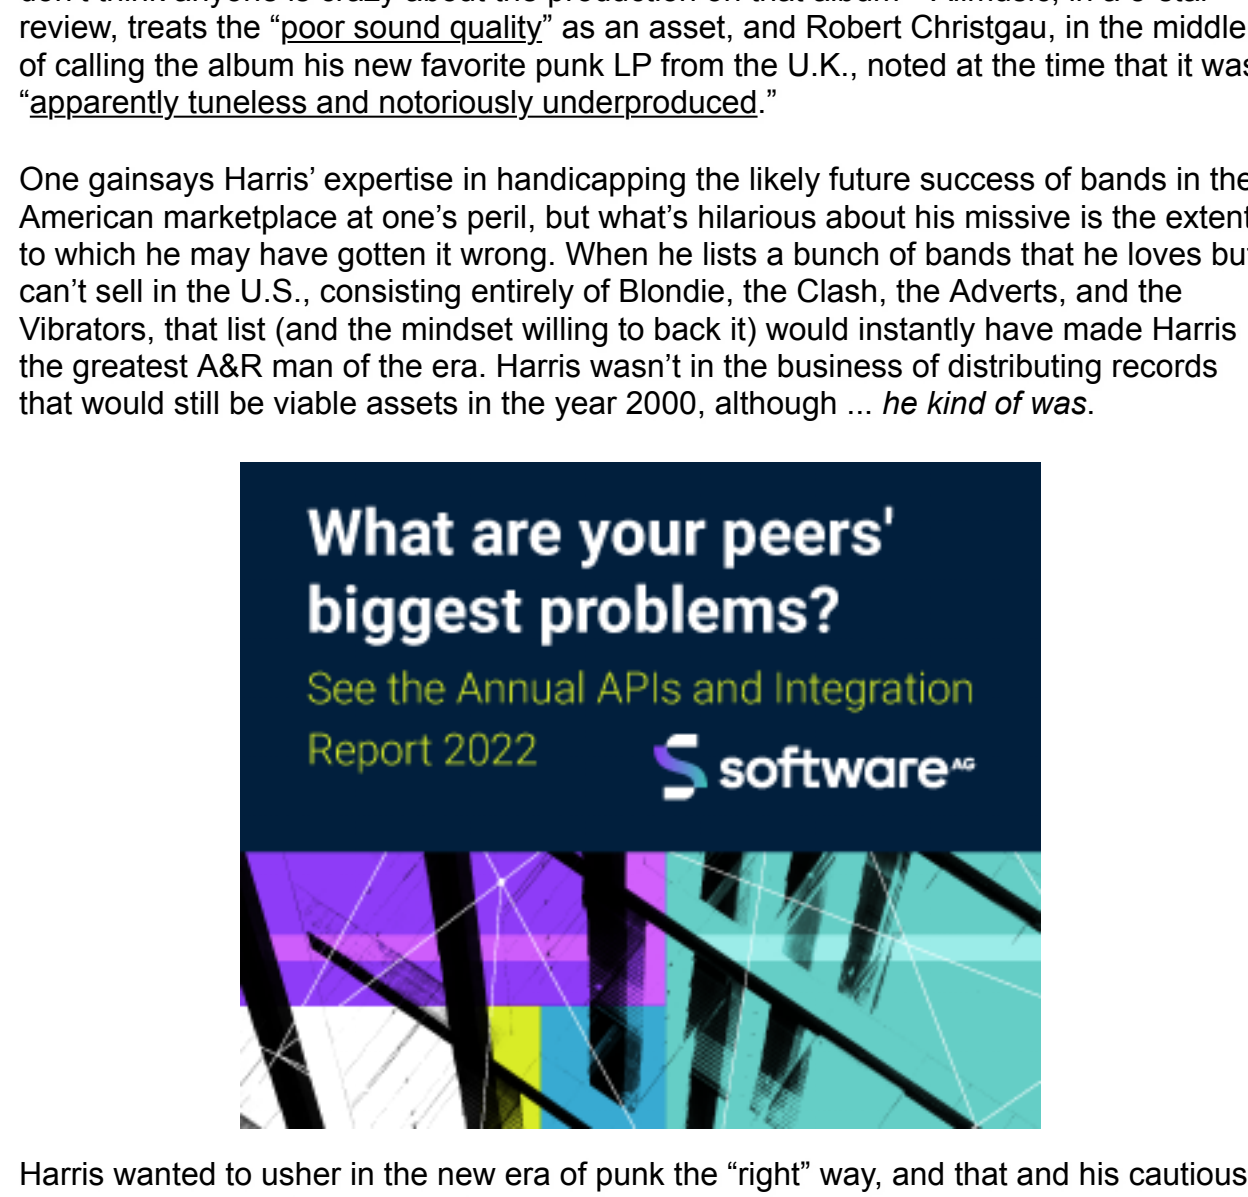 review, treats the “poor sound quality” as an asset, and Robert Christgau, in the middle
of calling the album his new favorite punk LP from the U.K., noted at the time that it was
“apparently tuneless and notoriously underproduced.”
One gainsays Harris’ expertise in handicapping the likely future success of bands in the
American marketplace at one’s peril, but what’s hilarious about his missive is the extent
to which he may have gotten it wrong. When he lists a bunch of bands that he loves but
can’t sell in the U.S., consisting entirely of Blondie, the Clash, the Adverts, and the
Vibrators, that list (and the mindset willing to back it) would instantly have made Harris
the greatest A&R man of the era. Harris wasn’t in the business of distributing records
that would still be viable assets in the year 2000, although ... he kind of was.
What are your peers'
biggest problems?
See the Annual APIs and Integration
Report 2022
software AG
Harris wanted to usher in the new era of punk the “right” way, and that and his cautious